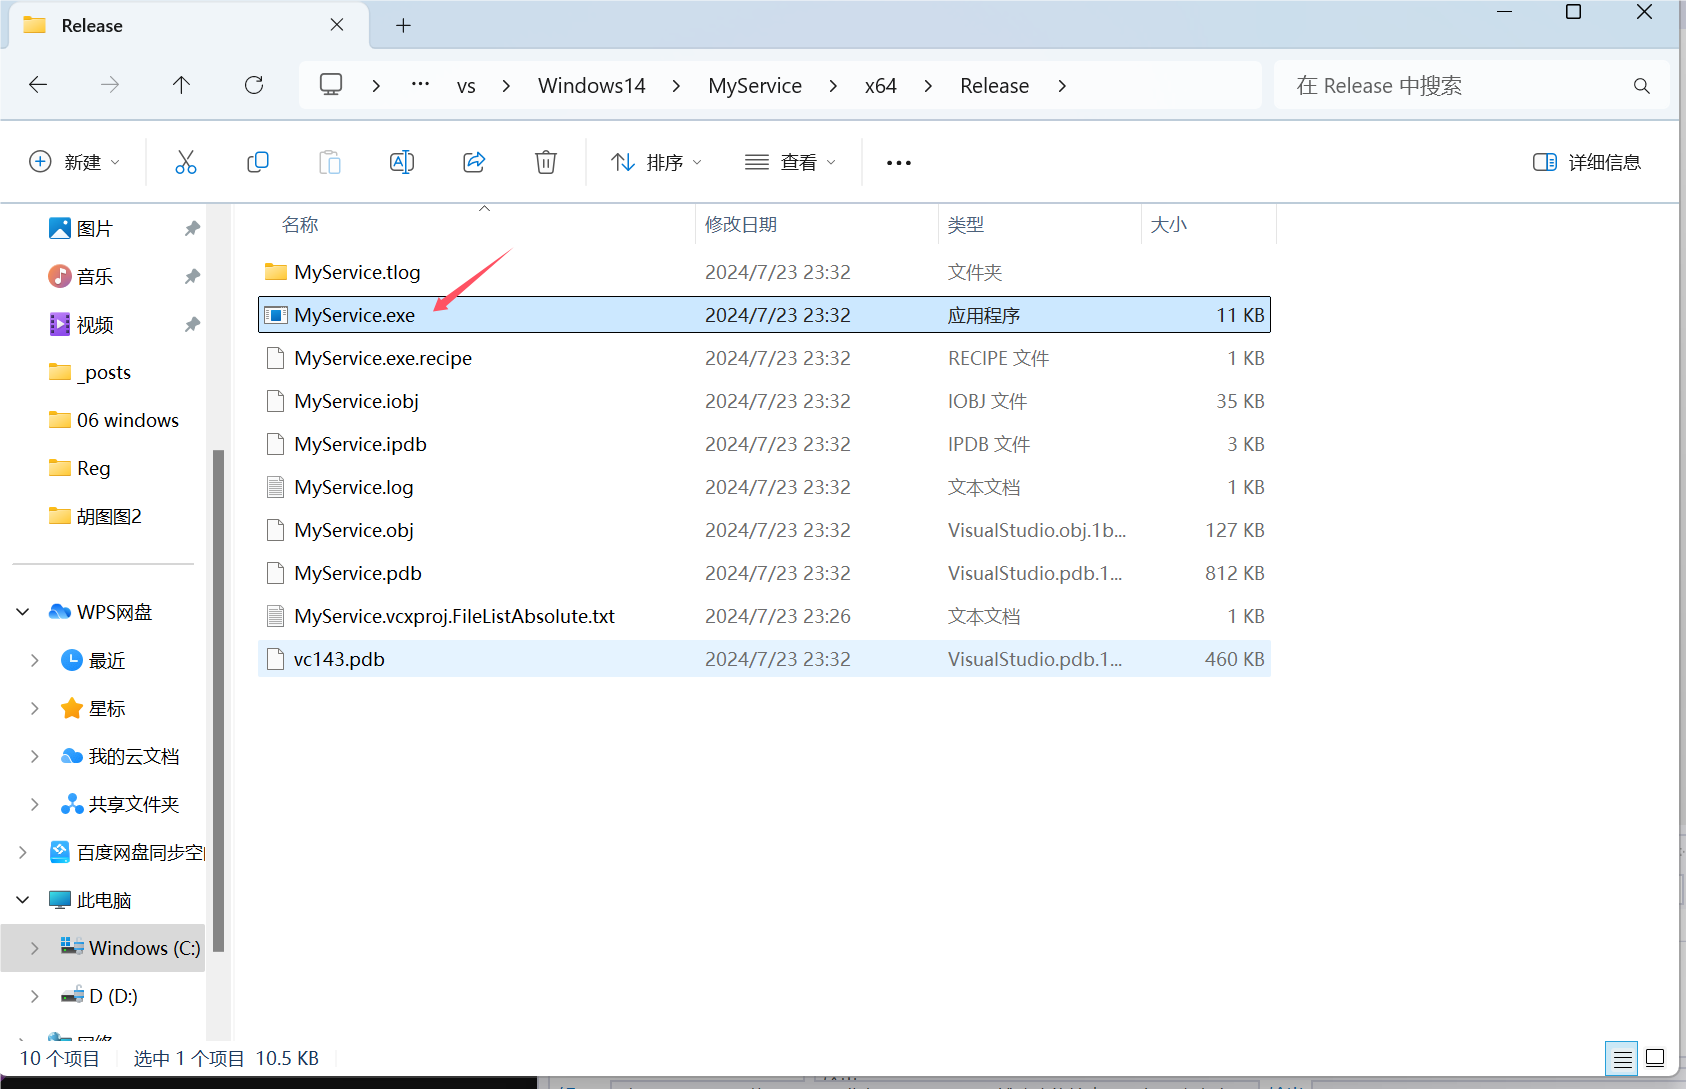 Release
vs Windows14 MyService x64 Release
在 Release 中搜索
新建
排序
查看
详细信息
图片
音乐
视频
_posts
06 windows
Reg
胡图图2
WPS网盘
最近
星标
我的云文档
共享文件夹
百度网盘同步空
此电脑
Windows (C:)
D (D:)
名称 修改日期 类型 大小
MyService.tlog 2024/7/23 23:32 文件夹
MyService.exe 2024/7/23 23:32 应用程序 11 KB
MyService.exe.recipe 2024/7/23 23:32 RECIPE 文件 1 KB
MyService.iobj 2024/7/23 23:32 IOBJ 文件 35 KB
MyService.ipdb 2024/7/23 23:32 IPDB 文件 3 KB
MyService.log 2024/7/23 23:32 文本文档 1 KB
MyService.obj 2024/7/23 23:32 VisualStudio.obj.1b... 127 KB
MyService.pdb 2024/7/23 23:32 VisualStudio.pdb.1... 812 KB
MyService.vcxproj.FileListAbsolute.txt 2024/7/23 23:26 文本文档 1 KB
vc143.pdb 2024/7/23 23:32 VisualStudio.pdb.1... 460 KB
10 个项目 选中 1 个项目 10.5 KB